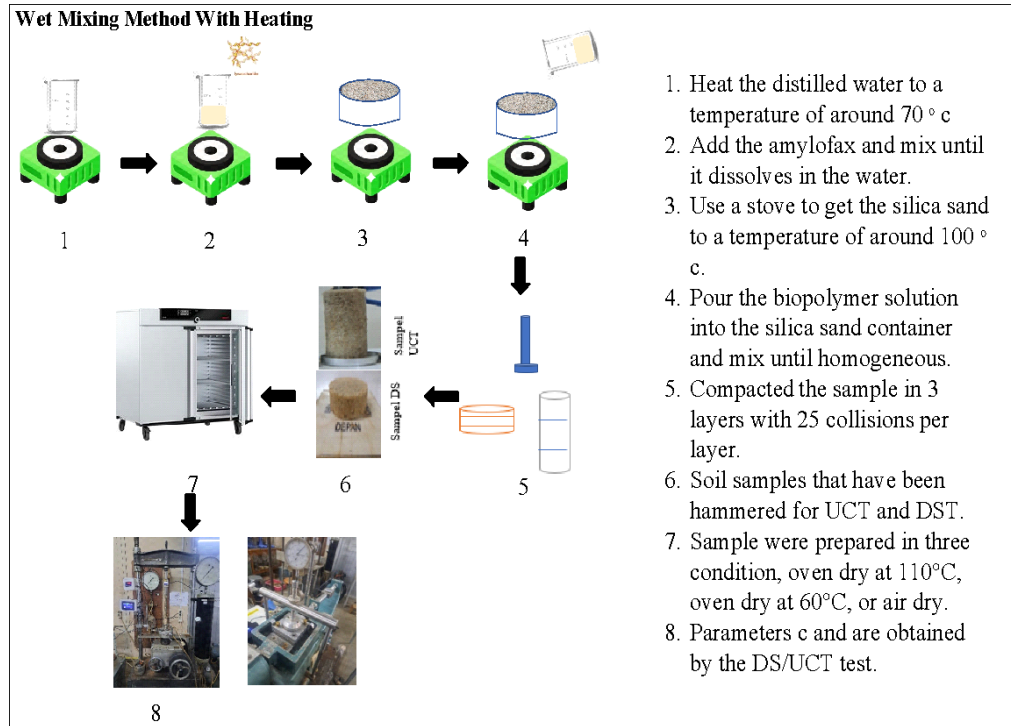 Wet Mixing Method With Heating
1
2
3
4
Sampel
UCT
Sampel DS
DEPAN
7
6
5
8
1. Heat the distilled water to a
temperature of around 70 ° c
2. Add the amylofax and mix until
it dissolves in the water.
3. Use a stove to get the silica sand
to a temperature of around 100 °
c.
4. Pour the biopolymer solution
into the silica sand container
and mix until homogeneous.
5. Compacted the sample in 3
layers with 25 collisions per
layer.
6. Soil samples that have been
hammered for UCT and DST.
7. Sample were prepared in three
condition, oven dry at 110°C,
oven dry at 60°C, or air dry.
8. Parameters c and are obtained
by the DS/UCT test.